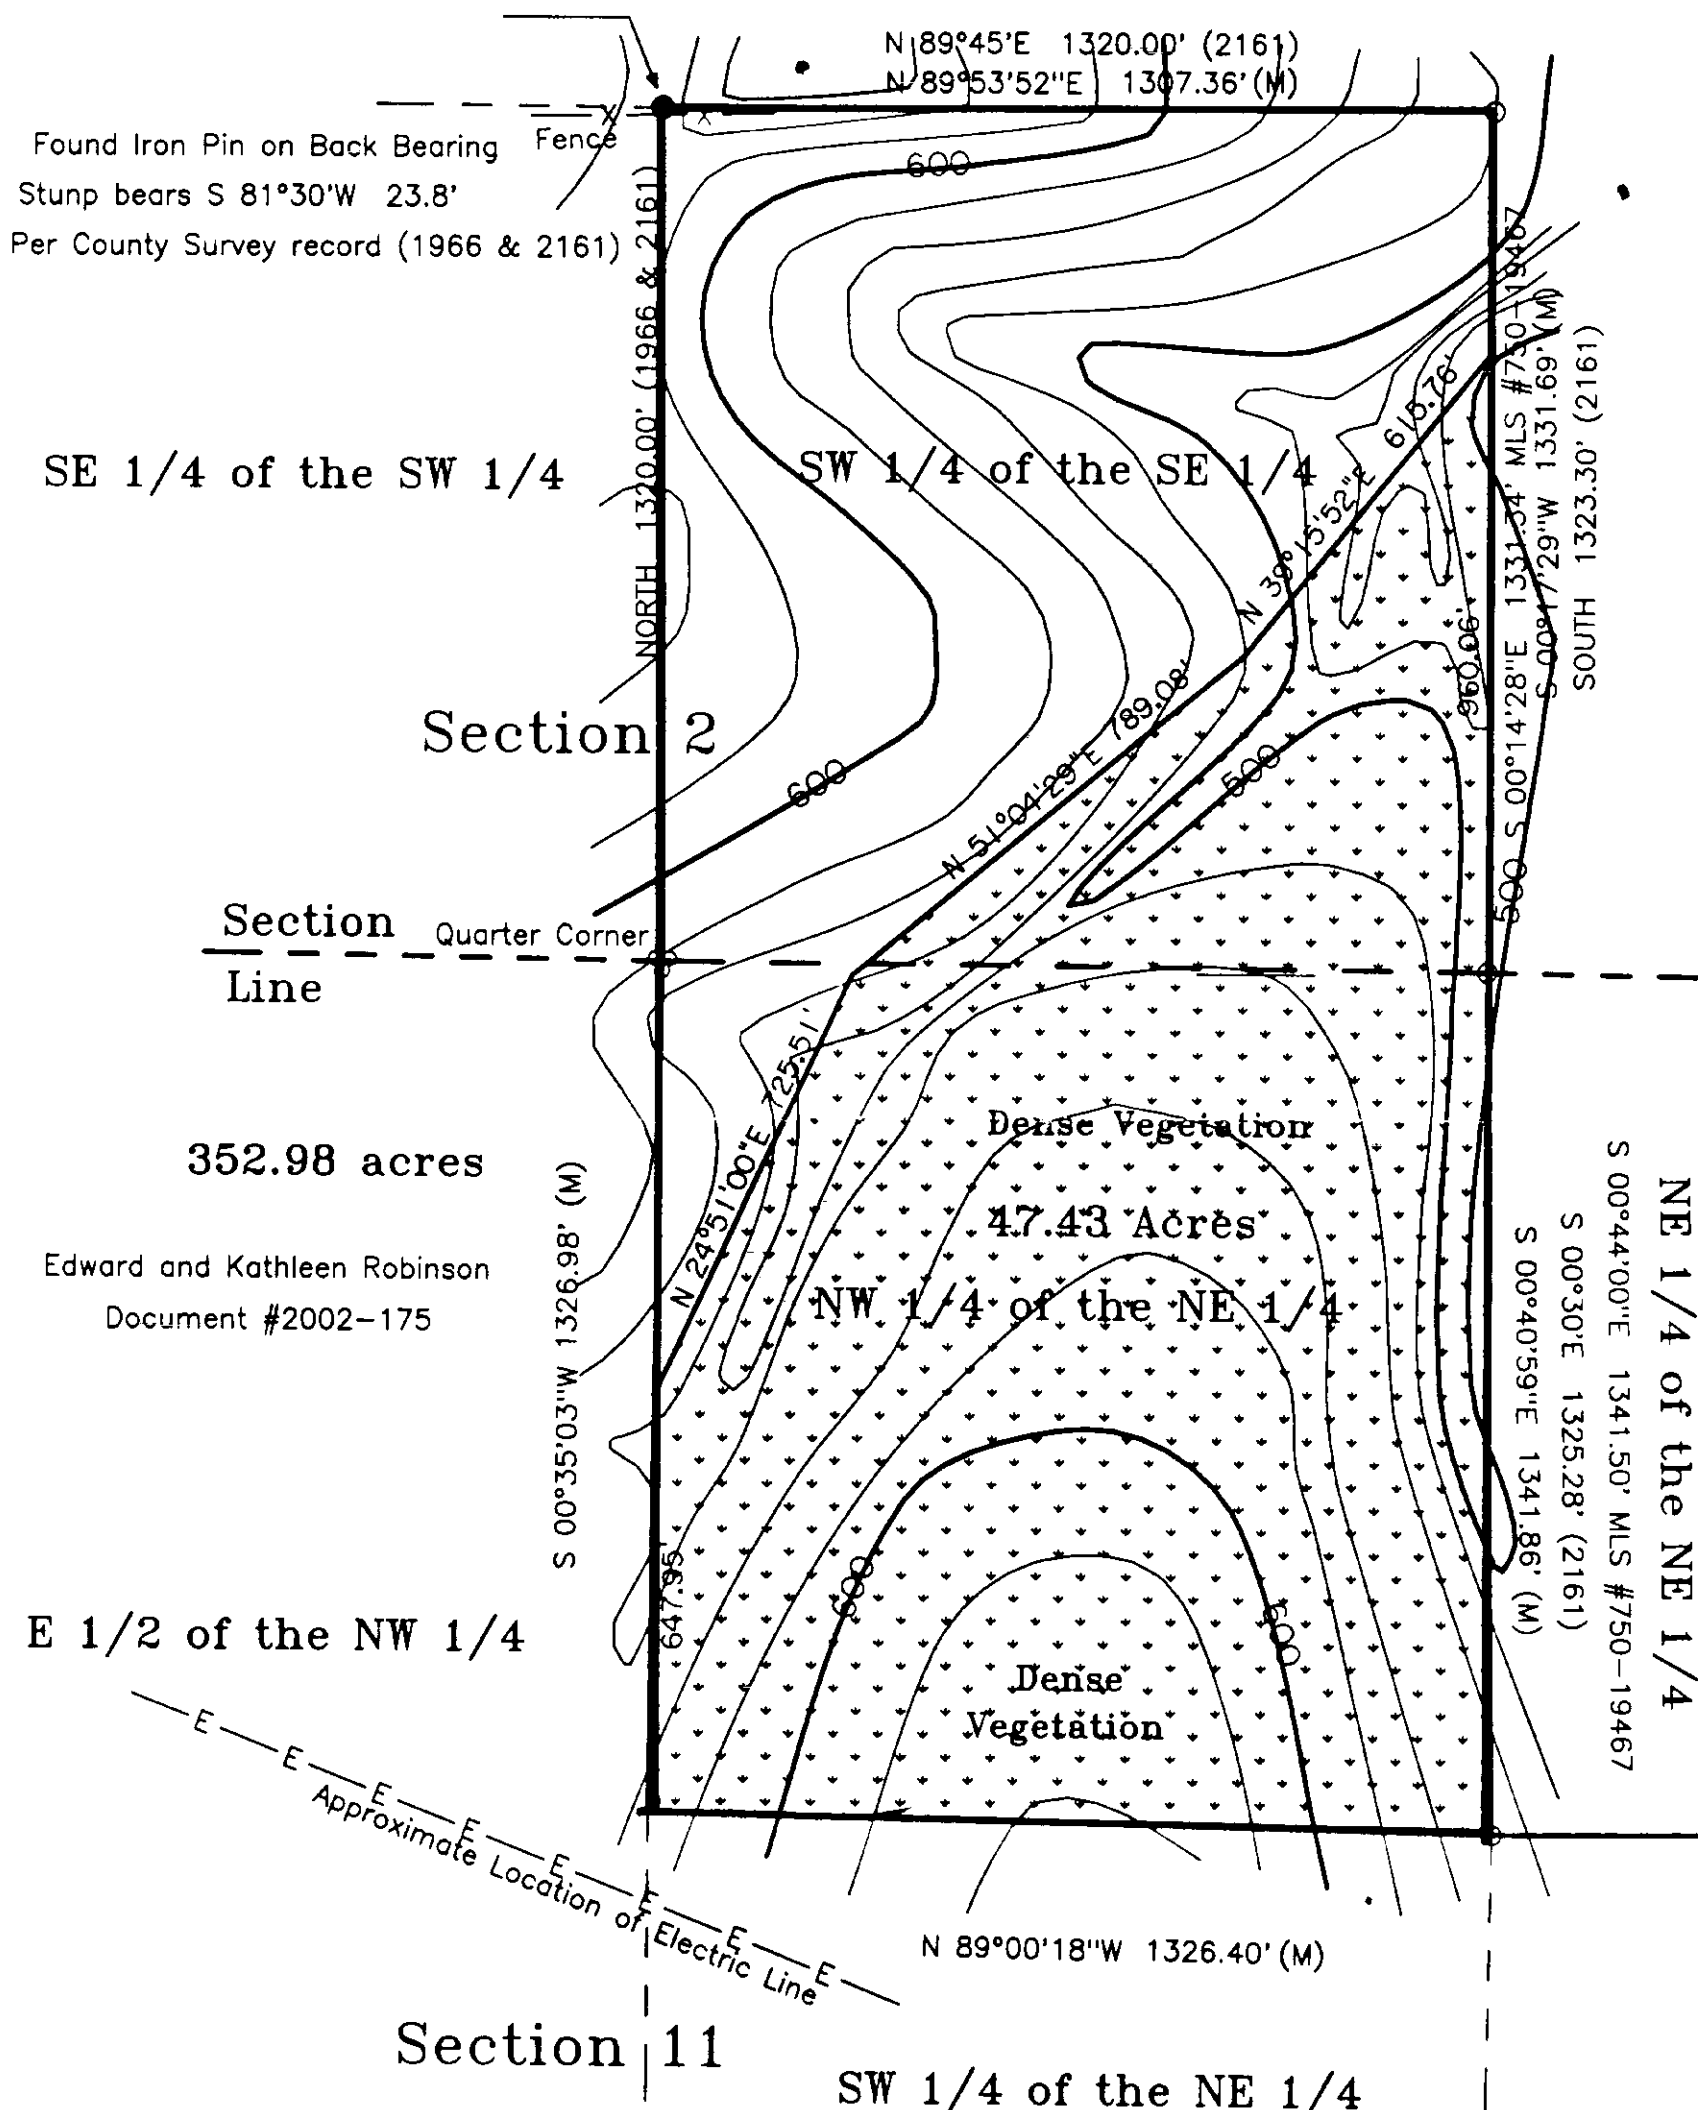 N 89°45'E 1320.00' (2161)
N 89°53'52"E 1307.36' (M)
Fence
X
X
Found Iron Pin on Back Bearing
Stunp bears S 81°30'W 23.8'
Per County Survey record (1966 & 2161)
NORTH 1320.00' (1966 & 2161)
600
SE 1/4 of the SW 1/4
SW 1/4 of the SE 1/4
N 39°15'52"E 615.76'
S 00°14'28"E 1331.34' MLS #750-19467
S 00°17'29"W 1331.69' (M)
SOUTH 1323.30' (2161)
960.06'
Section 2
600
N 51°04'29"E 789.08'
500
500
Section
Quarter Corner
Line
352.98 acres
Edward and Kathleen Robinson
Document #2002-175
S 00°35'03"W 1326.98' (M)
N 24°51'00"E 725.51'
Dense Vegetation
47.43 Acres
NW 1/4 of the NE 1/4
S 00°40'59"E 1341.86' (M)
S 00°30'E 1325.28' (2161)
S 00°44'00"E 1341.50' MLS #750-19467
NE 1/4 of the NE 1/4
647.95'
600
Dense
Vegetation
E 1/2 of the NW 1/4
E E E E E E E E
Approximate Location of Electric Line
N 89°00'18"W 1326.40' (M)
Section 11
SW 1/4 of the NE 1/4